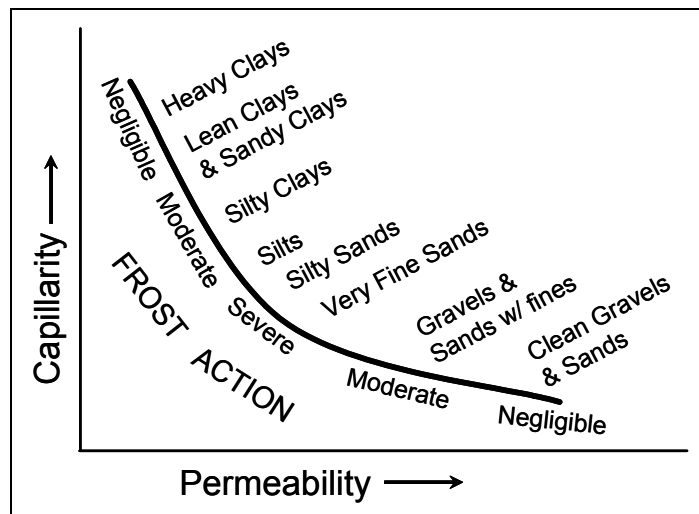 Heavy Clays
Lean Clays
& Sandy Clays
Silty Clays
Silts
Silty Sands
Very Fine Sands
Gravels &
Sands w/ fines
Clean Gravels
& Sands
Negligible
Moderate
Severe
Moderate
Negligible
FROST ACTION
Capillarity
Permeability